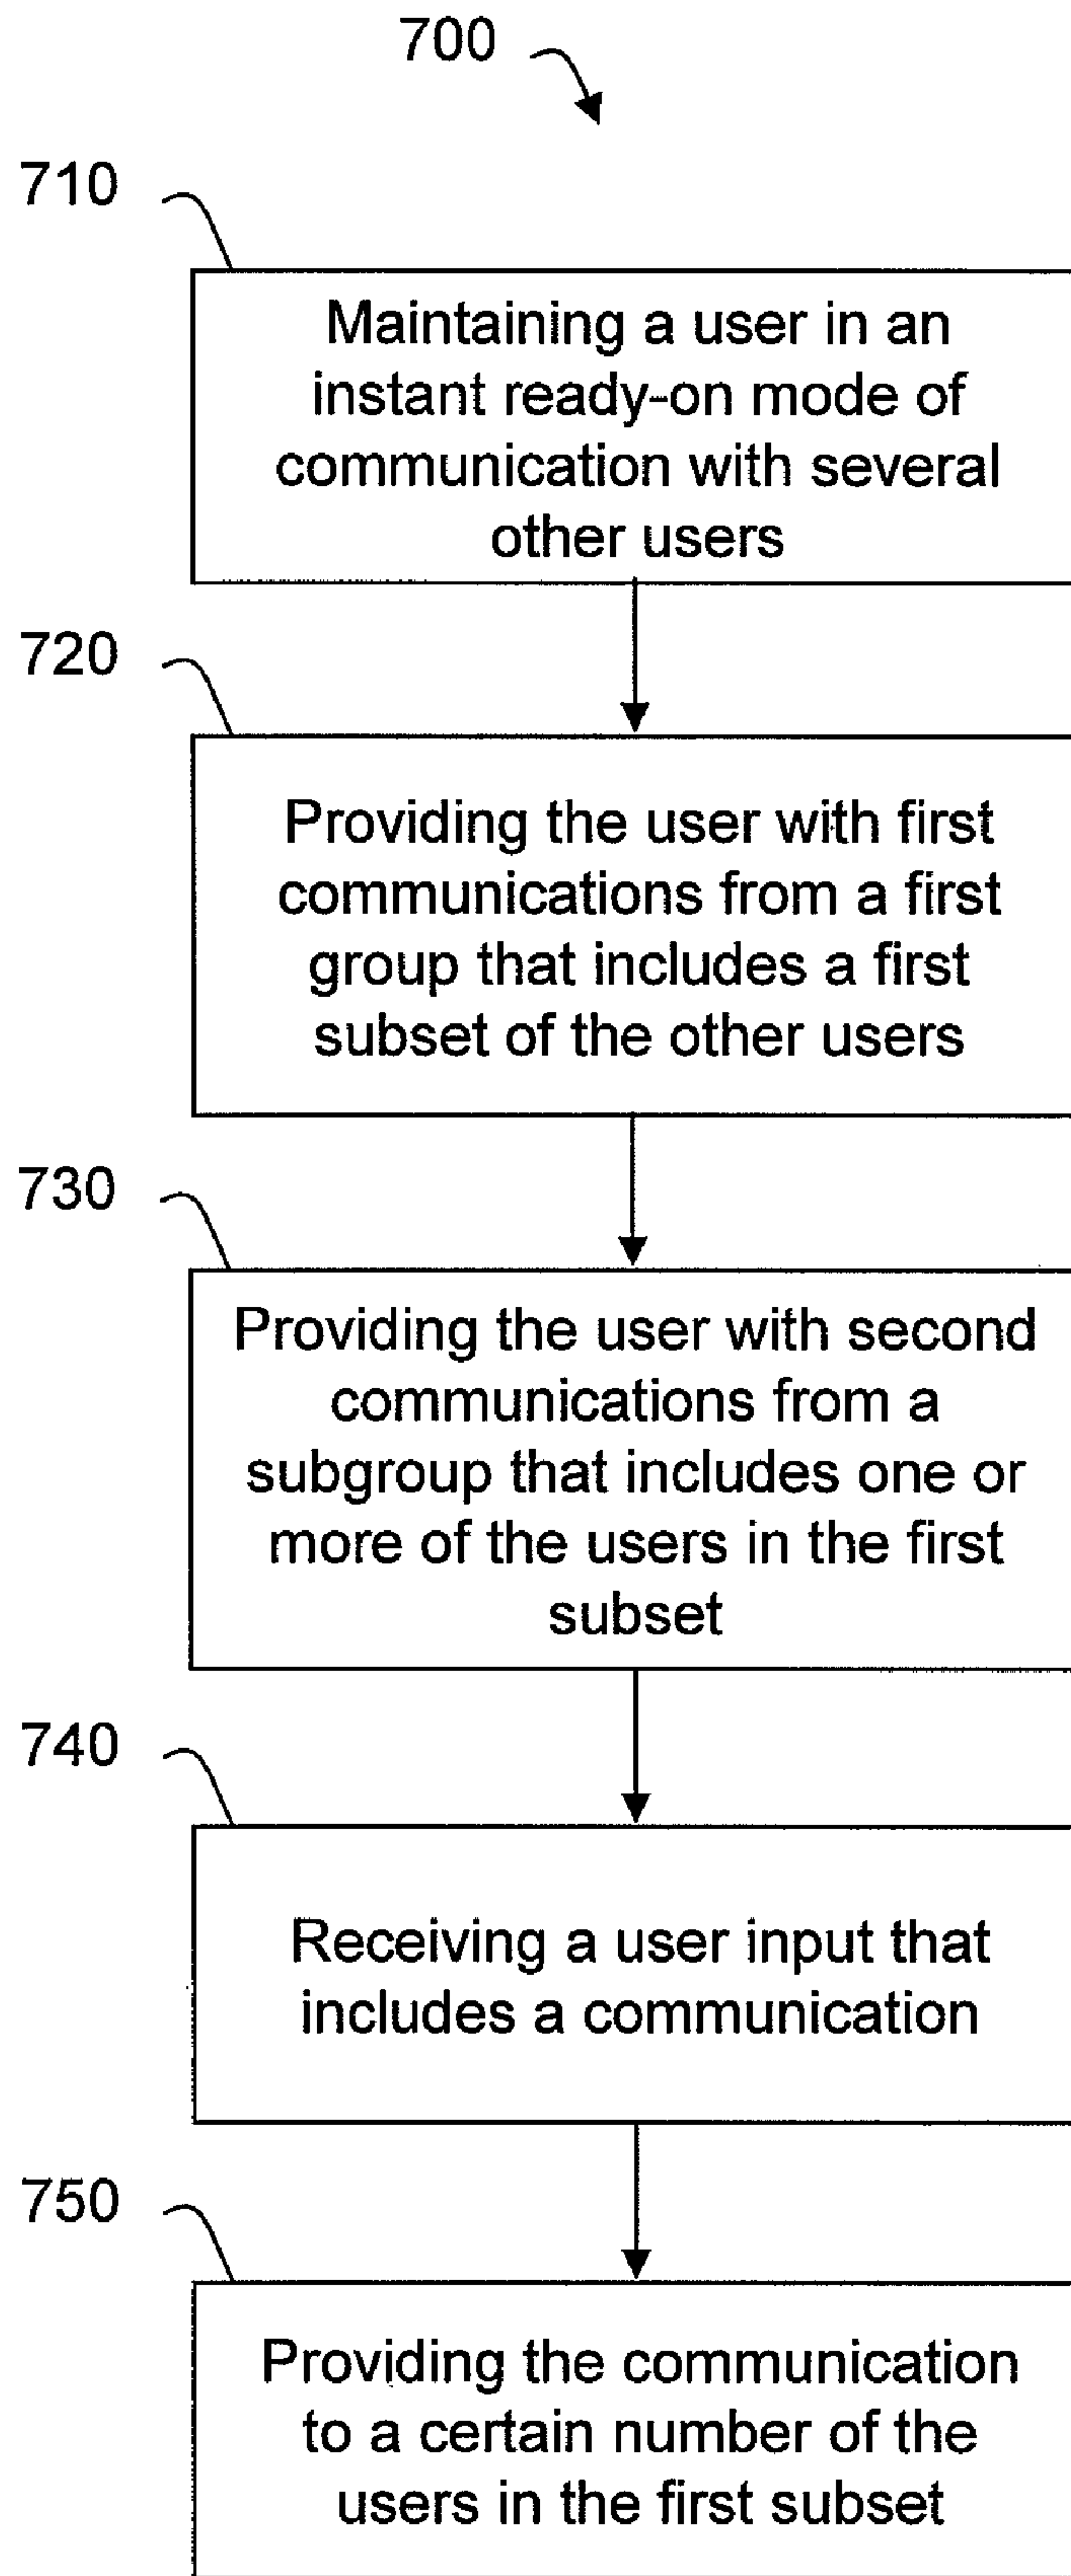 700
710
Maintaining a user in an
instant ready-on mode of
communication with several
other users
720
Providing the user with first
communications from a first
group that includes a first
subset of the other users
730
Providing the user with second
communications from a
subgroup that includes one or
more of the users in the first
subset
740
Receiving a user input that
includes a communication
750
Providing the communication
to a certain number of the
users in the first subset